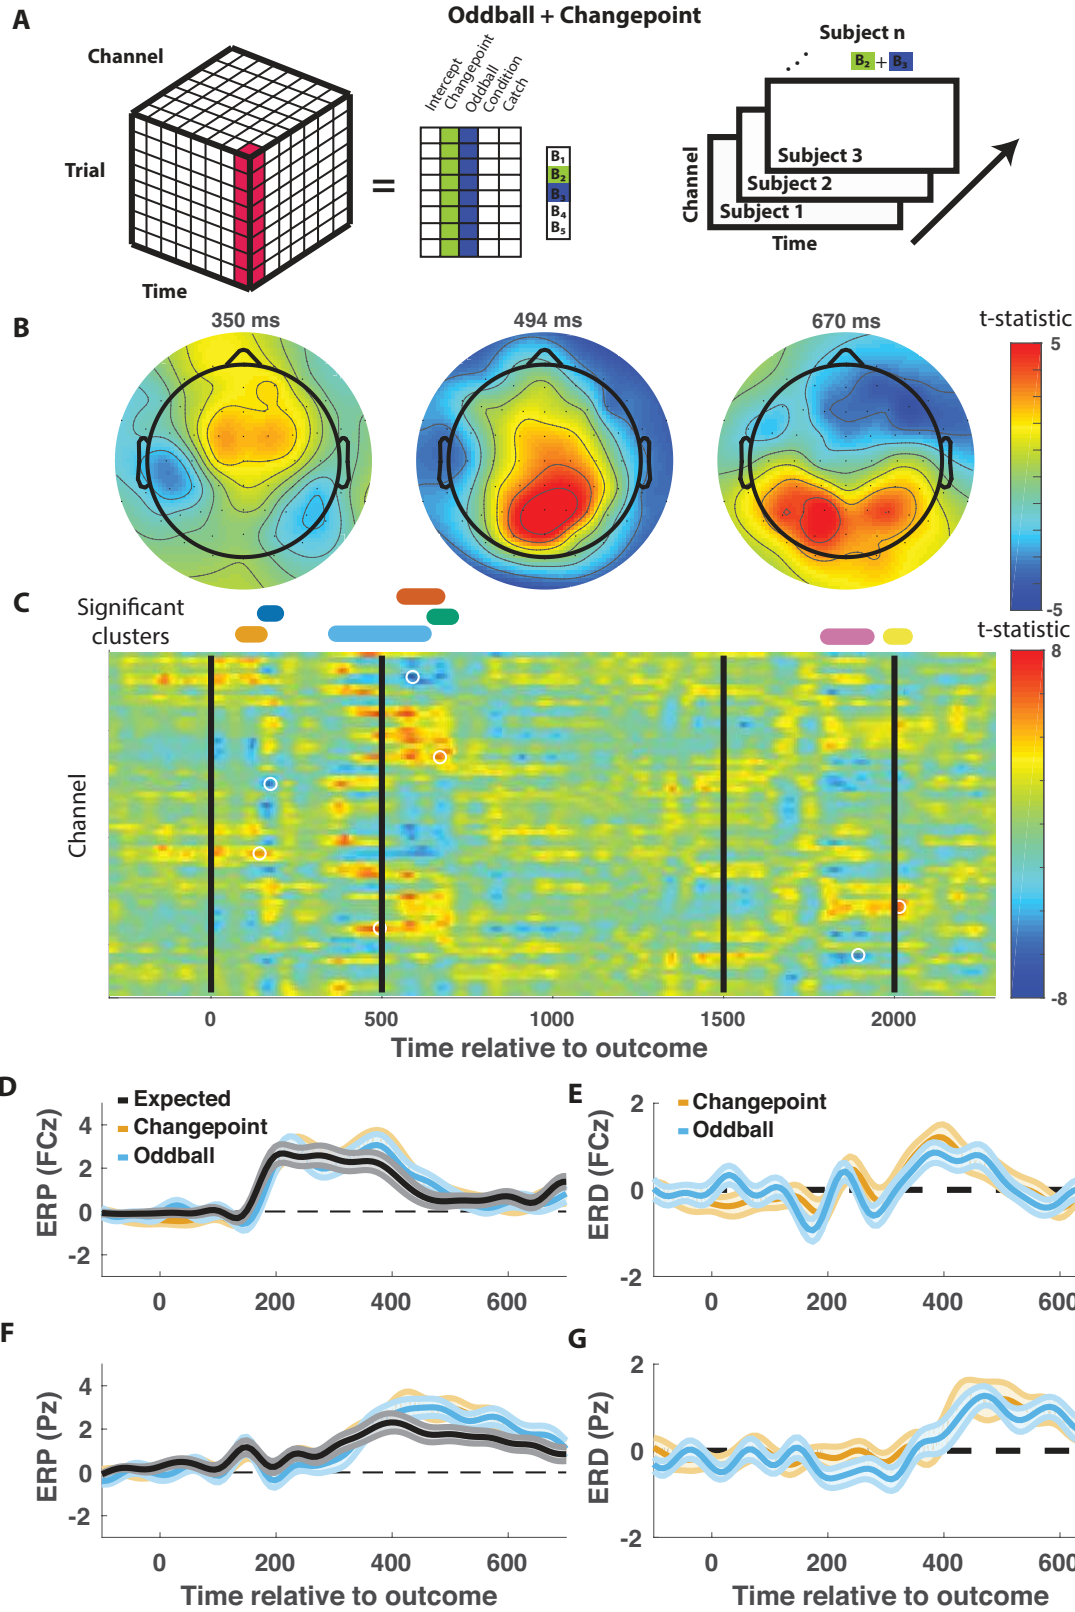 A
Oddball + Changepoint
Channel
Trial
Time
=
Intercept
Changepoint
Oddball
Condition
Catch
B1
B2
B3
B4
B5
Subject n
B2 + B3
Subject 3
Subject 2
Subject 1
Channel
Time
B
350 ms
494 ms
670 ms
t-statistic
5
-5
C
Significant
clusters
t-statistic
8
-8
Channel
0 500 1000 1500 2000
Time relative to outcome
D
Expected
Changepoint
Oddball
ERP (FCz)
4
2
0
-2
0 200 400 600
E
Changepoint
Oddball
ERD (FCz)
2
0
-2
0 200 400 600
F
ERP (Pz)
4
2
0
-2
0 200 400 600
Time relative to outcome
G
ERD (Pz)
2
0
-2
0 200 400 600
Time relative to outcome